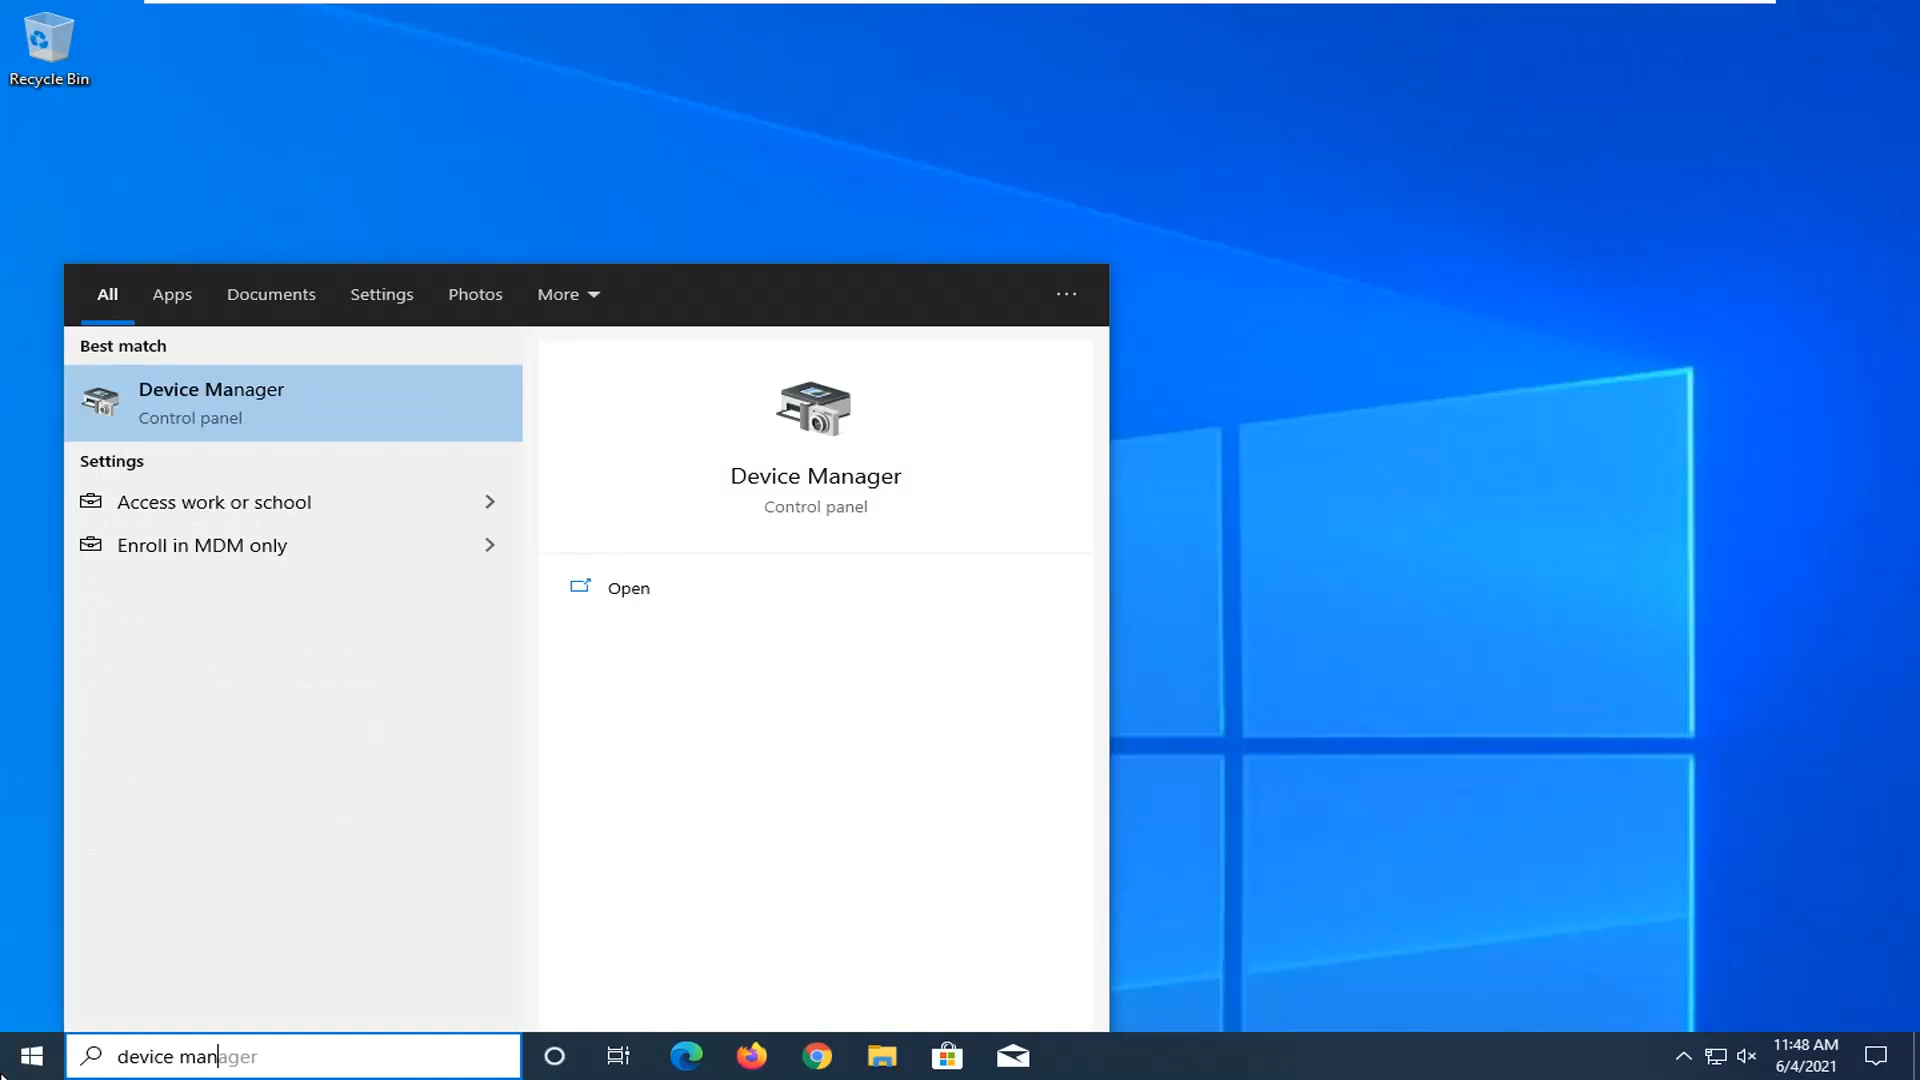 Recycle Bin
All Apps Documents Settings Photos More ...
Best match
Device Manager
Control panel
Settings
Access work or school
Enroll in MDM only
Device Manager
Control panel
Open
device manager
11:48 AM
6/4/2021